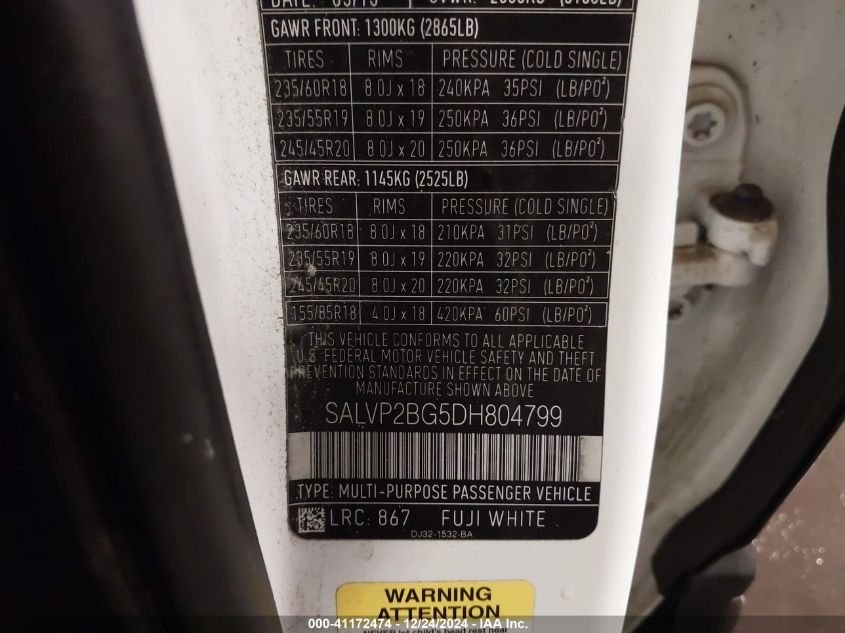 GAWR FRONT: 1300KG (2865LB)
TIRES RIMS PRESSURE (COLD SINGLE)
235/60R18 8.0J x 18 240KPA 35PSI (LB/PO²)
235/55R19 8.0J x 19 250KPA 36PSI (LB/PO²)
245/45R20 8.0J x 20 250KPA 36PSI (LB/PO²)
GAWR REAR: 1145KG (2525LB)
TIRES RIMS PRESSURE (COLD SINGLE)
235/60R18 8.0J x 18 210KPA 31PSI (LB/PO²)
235/55R19 8.0J x 19 220KPA 32PSI (LB/PO²)
245/45R20 8.0J x 20 220KPA 32PSI (LB/PO²)
155/85R18 4.0J x 18 420KPA 60PSI (LB/PO²)
THIS VEHICLE CONFORMS TO ALL APPLICABLE
U.S. FEDERAL MOTOR VEHICLE SAFETY AND THEFT
PREVENTION STANDARDS IN EFFECT ON THE DATE OF
MANUFACTURE SHOWN ABOVE.
SALVP2BG5DH804799
TYPE: MULTI-PURPOSE PASSENGER VEHICLE
LRC: 867 FUJI WHITE
DJ32-1532-BA
WARNING
ATTENTION
Never let child's head rest near
000-41172474 - 12/24/2024 - IAA Inc.